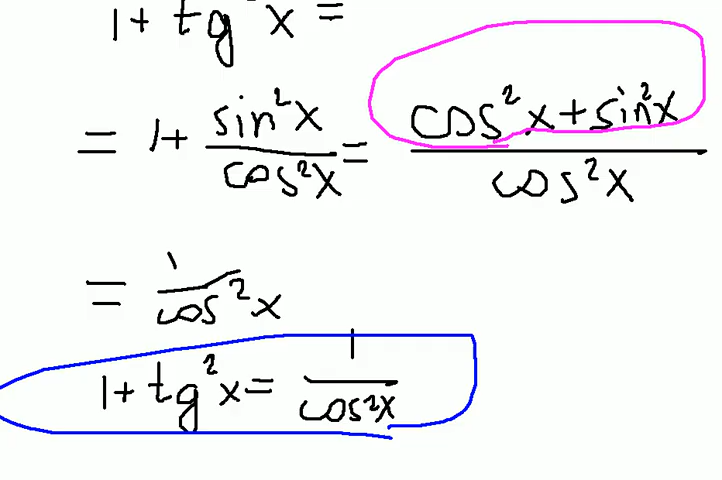 1 + tg²x =
= 1 + sin²x/cos²x = (cos²x + sin²x)/cos²x
= 1/cos²x
1 + tg²x = 1/cos²x